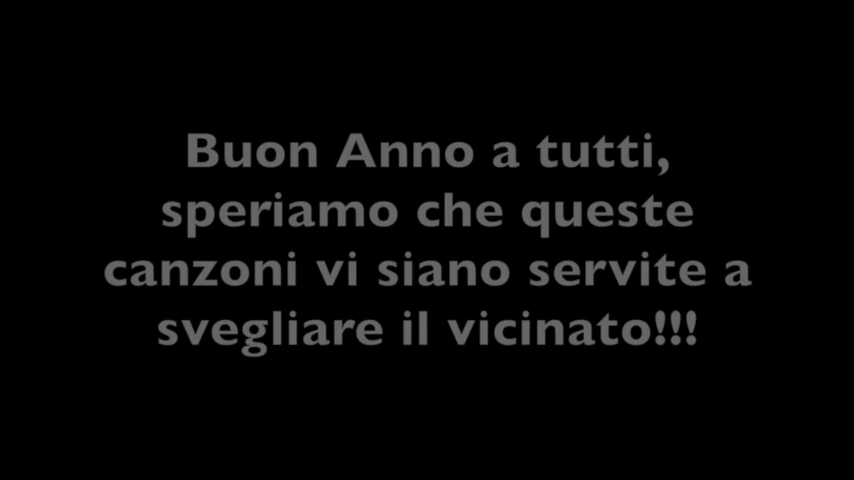 Buon Anno a tutti,
speriamo che queste
canzoni vi siano servite a
svegliare il vicinato!!!